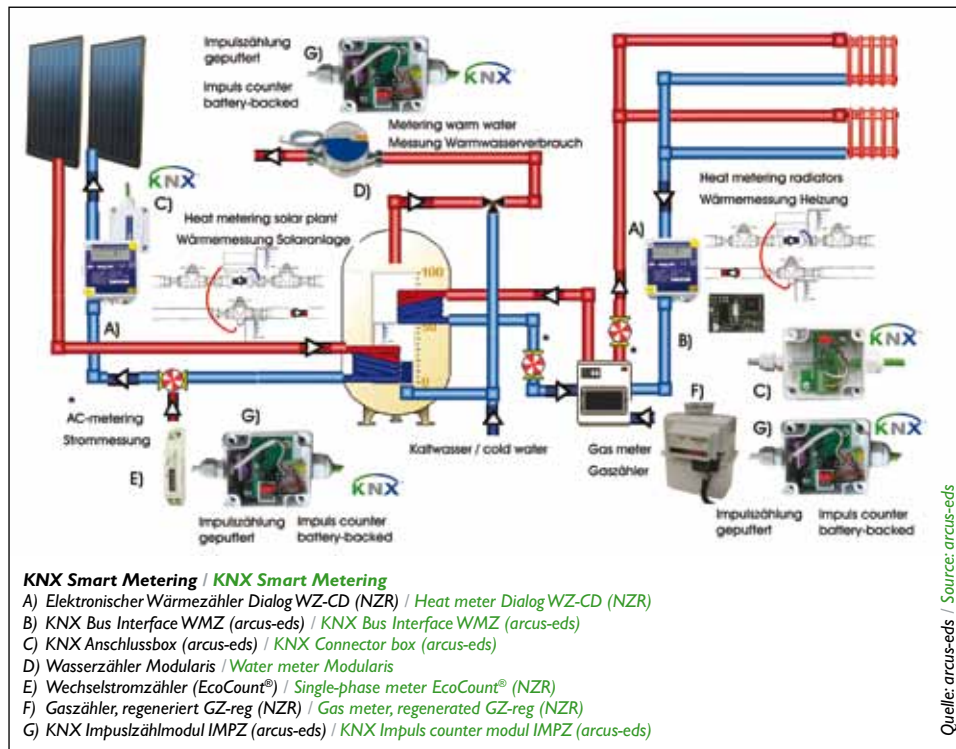 Impulszählung
geputtert
G)
KNX
Impuls counter
battery-backed
Metering warm water
Messung Warmwasserverbrauch
D)
KNX
C)
Heat metering solar plant
Wärmemessung Solaranlage
A)
Heat metering radiators
Wärmemessung Heizung
A)
100
50
0
B)
KNX
C)
*
*
*
AC-metering
Strommessung
E)
G)
KNX
Impulszählung
gepuffert
Impuls counter
battery-backed
Kaltwasser / cold water
Gas meter
Gaszähler
F)
G)
KNX
Impulszählung
gepuffert
Impuls counter
battery-backed
KNX Smart Metering / KNX Smart Metering
A) Elektronischer Wärmezähler Dialog WZ-CD (NZR) / Heat meter Dialog WZ-CD (NZR)
B) KNX Bus Interface WMZ (arcus-eds) / KNX Bus Interface WMZ (arcus-eds)
C) KNX Anschlussbox (arcus-eds) / KNX Connector box (arcus-eds)
D) Wasserzähler Modularis / Water meter Modularis
E) Wechselstromzähler (EcoCount®) / Single-phase meter EcoCount® (NZR)
F) Gaszähler, regeneriert GZ-reg (NZR) / Gas meter, regenerated GZ-reg (NZR)
G) KNX Impuslzählmodul IMPZ (arcus-eds) / KNX Impuls counter modul IMPZ (arcus-eds)
Quelle: arcus-eds / Source: arcus-eds